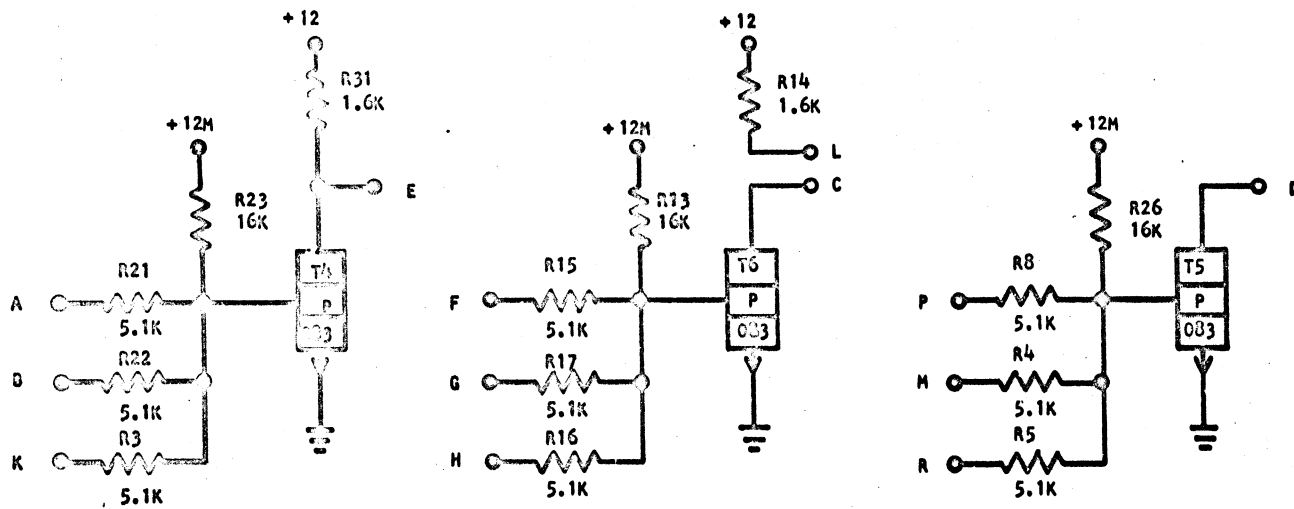 +12
R31
1.6K
+12M
R23
16K
E
R21
T4
A
P
5.1K
083
R22
B
5.1K
R3
K
5.1K
+12
R14
1.6K
+12M
L
C
R13
16K
R15
T6
F
P
5.1K
083
R17
G
5.1K
R16
H
5.1K
+12M
R26
16K
R8
T5
P
P
5.1K
083
R4
M
5.1K
R5
R
5.1K